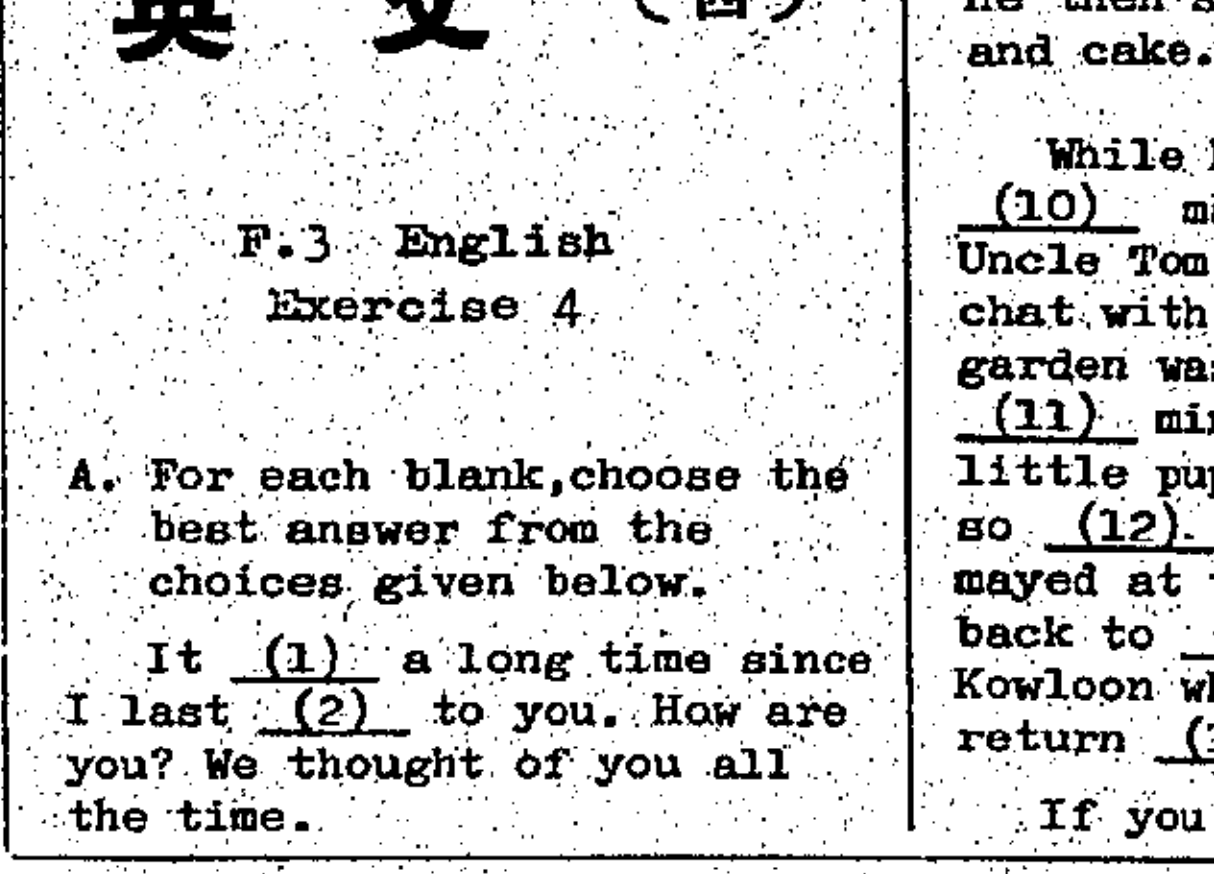 英 文 (四)
F.3 English
Exercise 4
A. For each blank,choose the
best answer from the
choices given below.
It (1) a long time since
I last (2) to you. How are
you? We thought of you all
the time.
he then
and cake.
While
(10)
Uncle Tom
chat with
garden
(11)
little
so (12).
mayed at
back to
Kowloon
return
If you